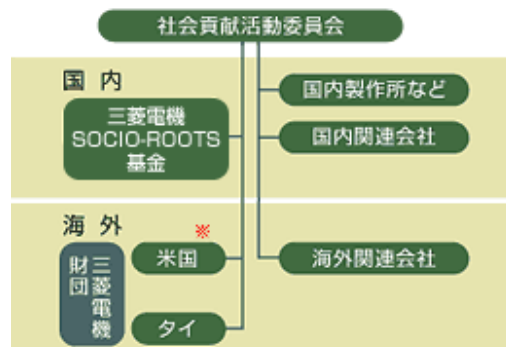 社会貢献活動委員会
国内
三菱電機
SOCIO-ROOTS
基金
国内製作所など
国内関連会社
海外
※
三菱電機
財団
米国
タイ
海外関連会社